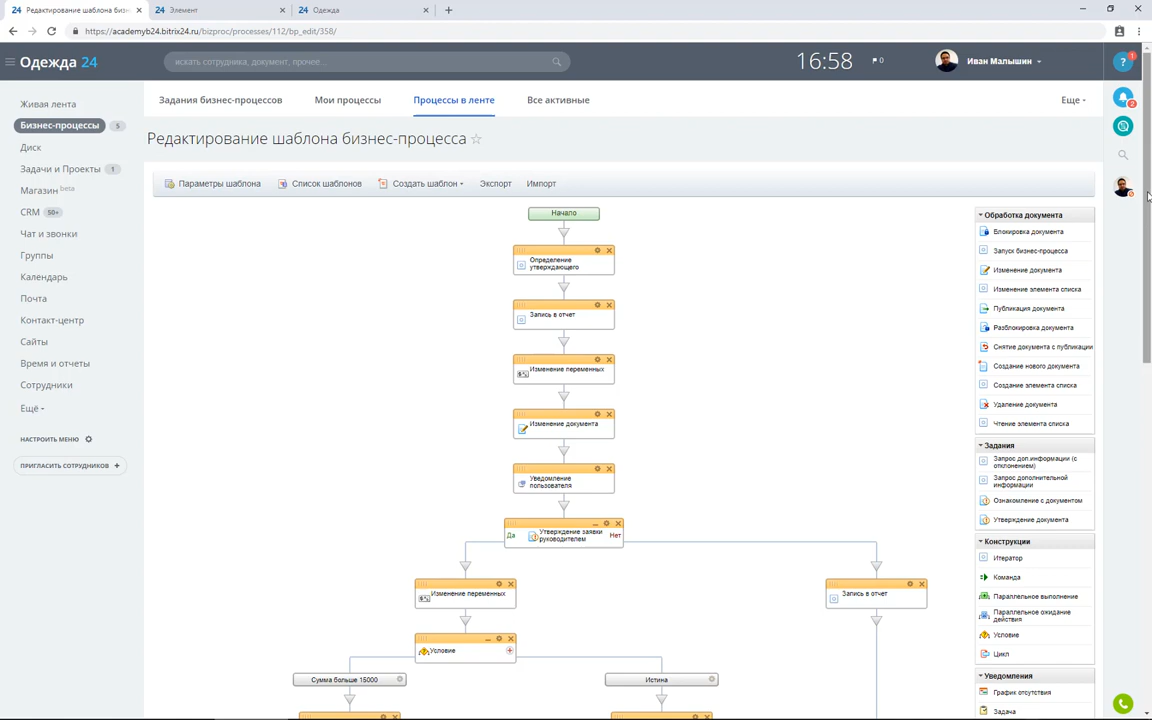 24 Редактирование шаблона бизн
24 Элемент
24 Одежда
https://academyb24.bitrix24.ru/bizproc/processes/112/bp_edit/358/
Одежда 24
искать сотрудника, документ, прочее...
16:58
0
Иван Малышин
? 1
2
Живая лента
Бизнес-процессы 5
Диск
Задачи и Проекты 1
Магазин beta
CRM 50+
Чат и звонки
Группы
Календарь
Почта
Контакт-центр
Сайты
Время и отчеты
Сотрудники
Ещё
НАСТРОИТЬ МЕНЮ
ПРИГЛАСИТЬ СОТРУДНИКОВ +
Задания бизнес-процессов
Мои процессы
Процессы в ленте
Все активные
Еще
Редактирование шаблона бизнес-процесса
Параметры шаблона
Список шаблонов
Создать шаблон
Экспорт
Импорт
Начало
Определение
утверждающего
Запись в отчет
Изменение переменных
Изменение документа
Уведомление
пользователя
Да
Утверждение заявки
руководителем
Нет
Изменение переменных
Запись в отчет
Условие
Сумма больше 15000
Истина
Обработка документа
Блокировка документа
Запуск бизнес-процесса
Изменение документа
Изменение элемента списка
Публикация документа
Разблокировка документа
Снятие документа с публикации
Создание нового документа
Создание элемента списка
Удаление документа
Чтение элемента списка
Задания
Запрос доп.информации (с
отклонением)
Запрос дополнительной
информации
Ознакомление с документом
Утверждение документа
Конструкции
Итератор
Команда
Параллельное выполнение
Параллельное ожидание
действия
Условие
Цикл
Уведомления
График отсутствия
Задача